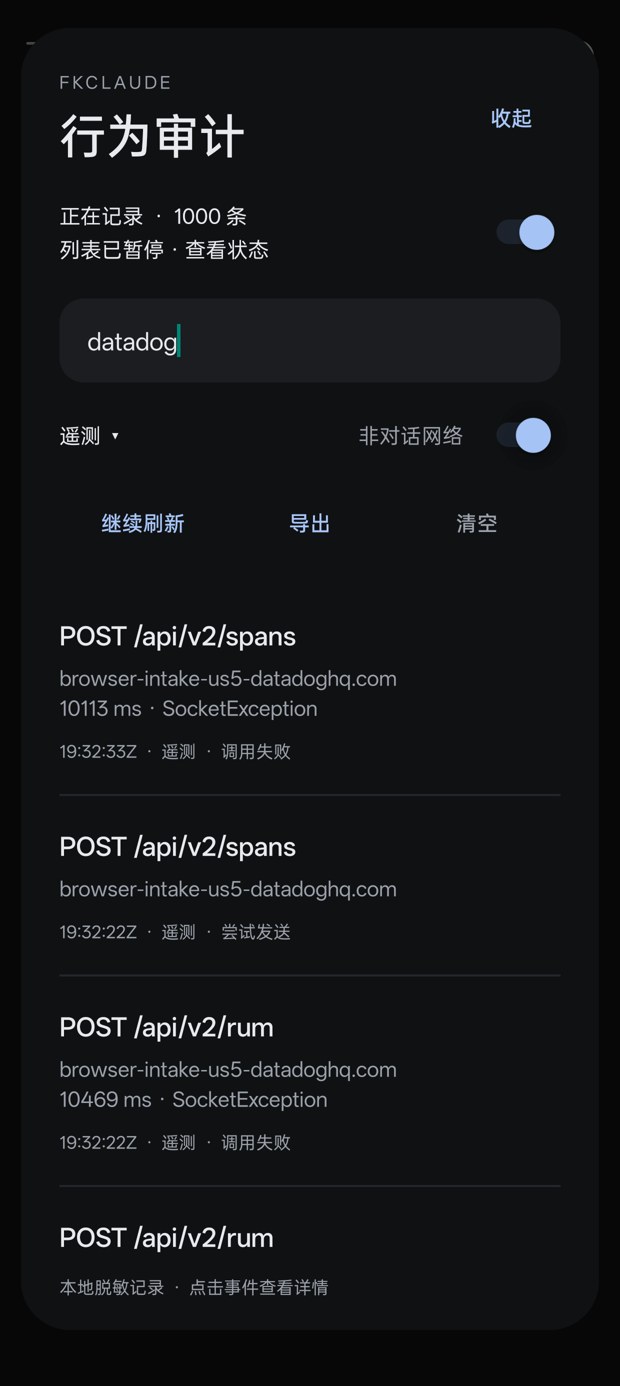 FKCLAUDE
行为审计
收起
正在记录 · 1000 条
列表已暂停 · 查看状态
datadog
遥测 ▾
非对话网络
继续刷新
导出
清空
POST /api/v2/spans
browser-intake-us5-datadoghq.com
10113 ms · SocketException
19:32:33Z · 遥测 · 调用失败
POST /api/v2/spans
browser-intake-us5-datadoghq.com
19:32:22Z · 遥测 · 尝试发送
POST /api/v2/rum
browser-intake-us5-datadoghq.com
10469 ms · SocketException
19:32:22Z · 遥测 · 调用失败
POST /api/v2/rum
本地脱敏记录 · 点击事件查看详情